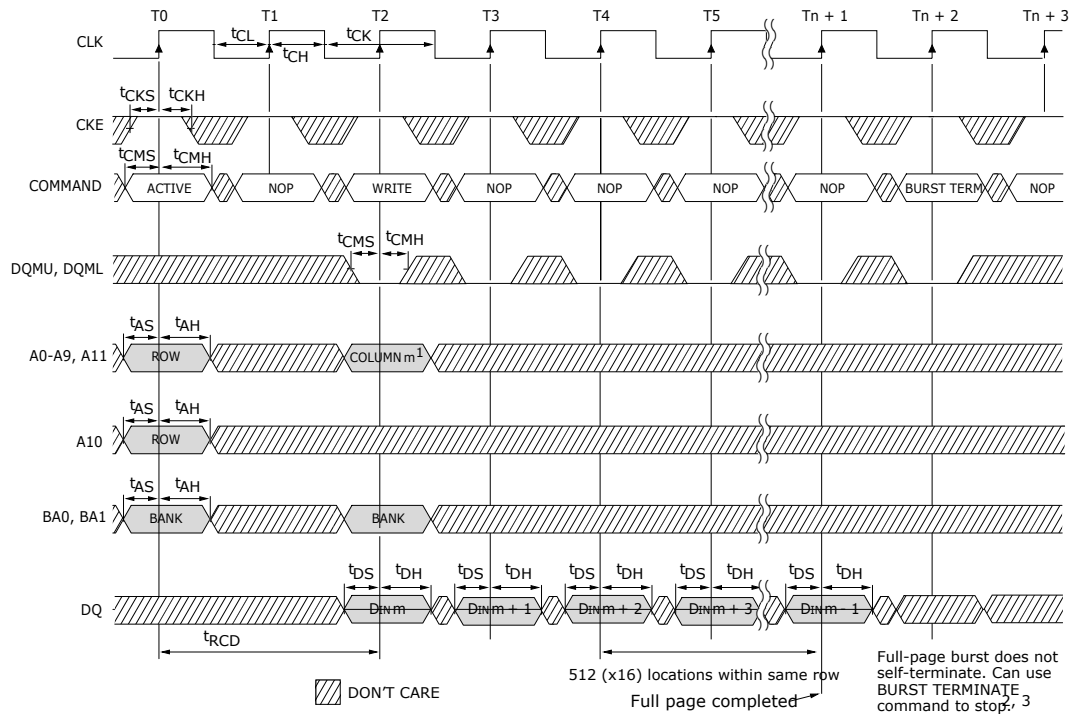 T0 T1 T2 T3 T4 T5 Tn + 1 Tn + 2 Tn + 3
CLK tCL tCH tCK
tCKS tCKH
CKE
tCMS tCMH
COMMAND ACTIVE NOP WRITE NOP NOP NOP NOP BURST TERM NOP
tCMS tCMH
DQMU, DQML
tAS tAH
A0-A9, A11 ROW COLUMN m1
tAS tAH
A10 ROW
tAS tAH
BA0, BA1 BANK BANK
tDS tDH tDS tDH tDS tDH tDS tDH tDS tDH
DQ DIN m DIN m + 1 DIN m + 2 DIN m + 3 DIN m - 1
tRCD
512 (x16) locations within same row
Full page completed
DON'T CARE
Full-page burst does not
self-terminate. Can use
BURST TERMINATE
command to stop.2, 3